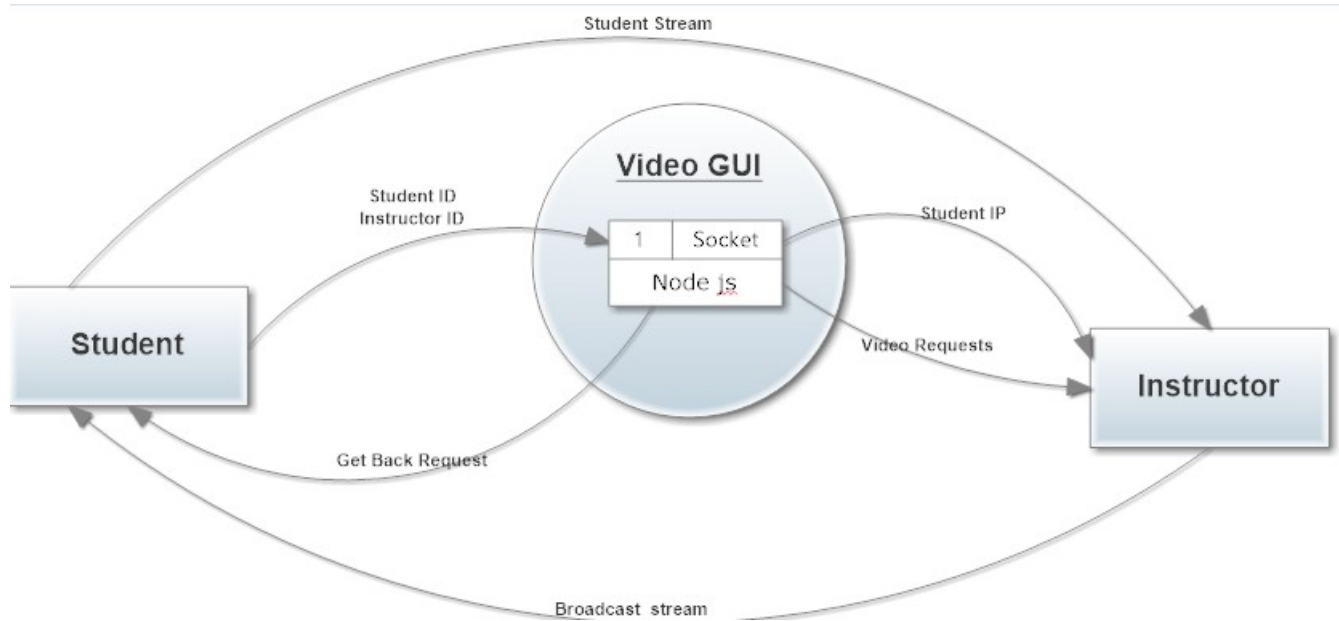 Student Stream
Video GUI
Student ID
Instructor ID
Student IP
1
Socket
Node js
Student
Video Requests
Instructor
Get Back Request
Broadcast stream